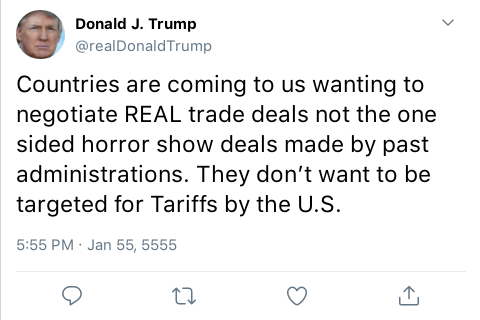 Donald J. Trump
@realDonaldTrump
Countries are coming to us wanting to
negotiate REAL trade deals not the one
sided horror show deals made by past
administrations. They don’t want to be
targeted for Tariffs by the U.S.
5:55 PM · Jan 55, 5555